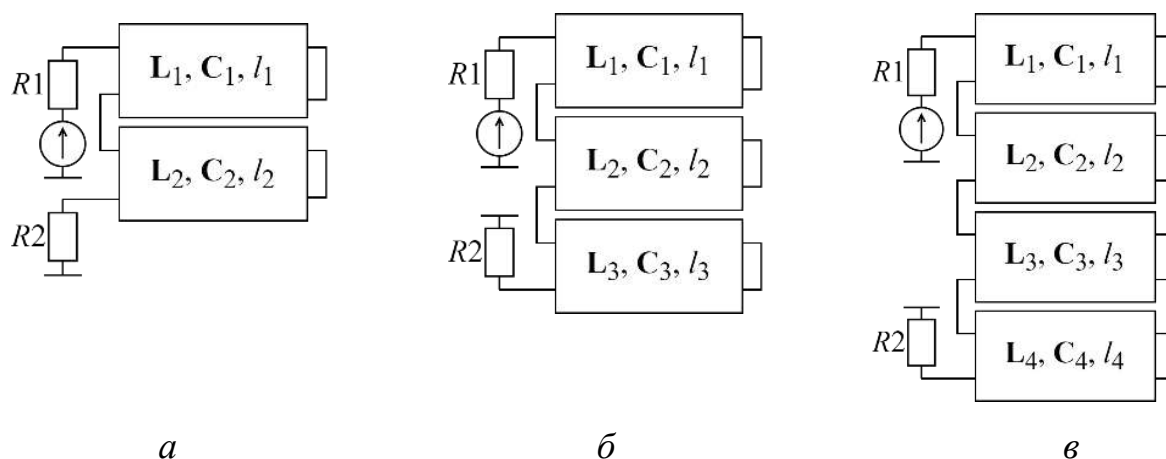 R1
L1, C1, l1
L2, C2, l2
R2
а
R1
L1, C1, l1
L2, C2, l2
R2
L3, C3, l3
б
R1
L1, C1, l1
L2, C2, l2
L3, C3, l3
R2
L4, C4, l4
в